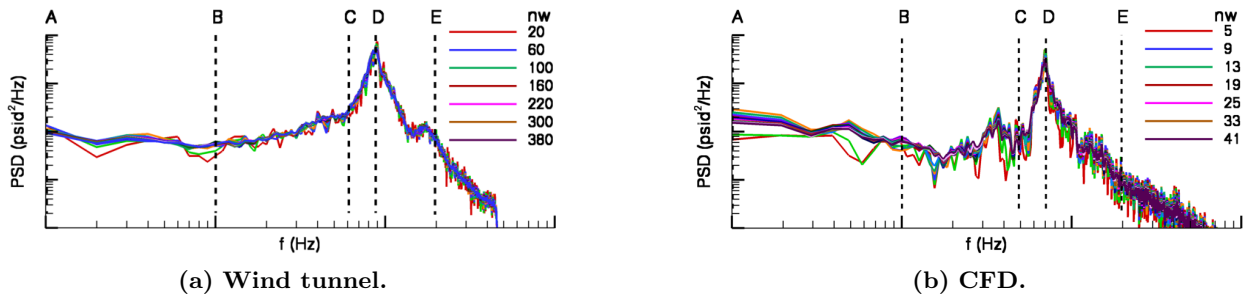 A B C D E nw
20
60
100
160
220
300
380
PSD (psid²/Hz)
f (Hz)
(a) Wind tunnel.
A B C D E nw
5
9
13
19
25
33
41
PSD (psid²/Hz)
f (Hz)
(b) CFD.